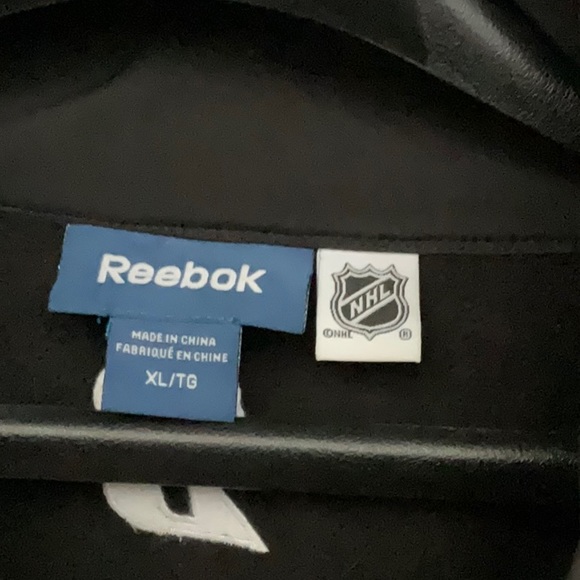 Reebok
NHL
©NHL ®
MADE IN CHINA
FABRIQUÉ EN CHINE
XL/TG